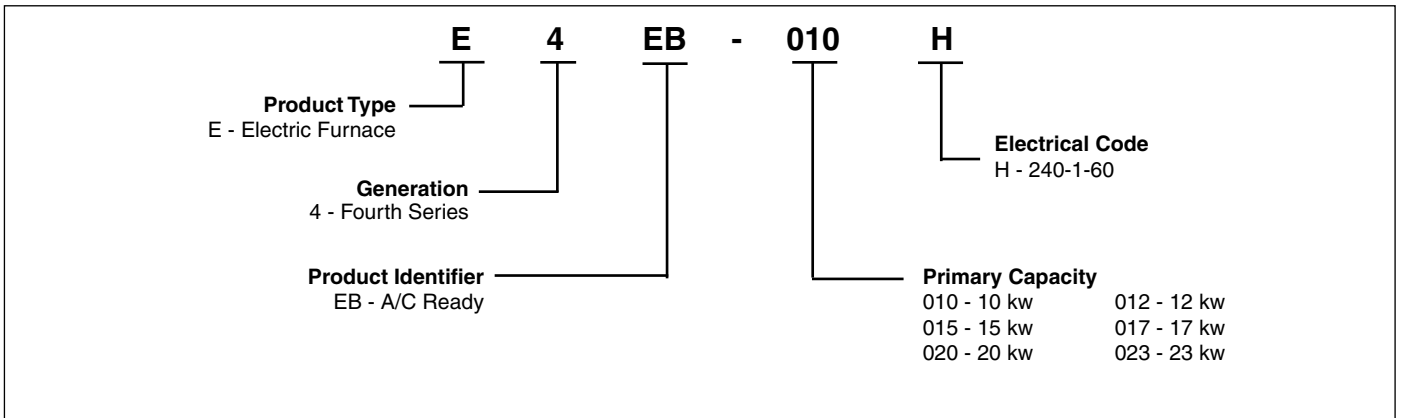 E 4 EB - 010 H
Product Type
E - Electric Furnace
Electrical Code
H - 240-1-60
Generation
4 - Fourth Series
Product Identifier
EB - A/C Ready
Primary Capacity
010 - 10 kw 012 - 12 kw
015 - 15 kw 017 - 17 kw
020 - 20 kw 023 - 23 kw